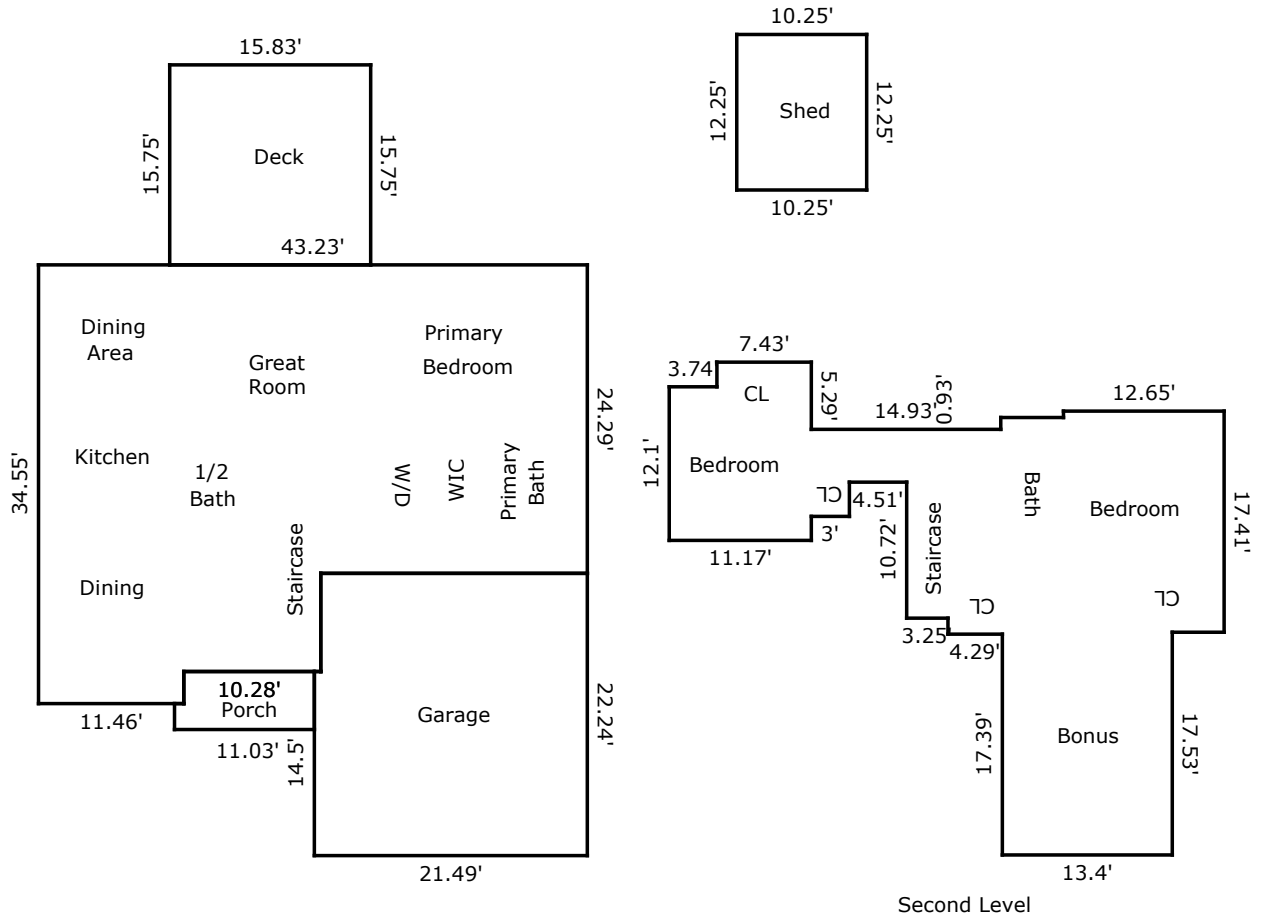 15.83'
15.75'
Deck
15.75'
43.23'
10.25'
12.25'
Shed
12.25'
10.25'
Dining
Area
Great
Room
Primary
Bedroom
24.29'
34.55'
Kitchen
1/2
Bath
W/D
WIC
Primary
Bath
Staircase
Dining
10.28'
Porch
11.46'
11.03'
14.5'
Garage
22.24'
21.49'
7.43'
3.74
CL
5.29'
14.93'
0.93'
12.65'
12.1'
Bedroom
CL
4.51'
3'
11.17'
10.72'
Staircase
Bath
Bedroom
17.41'
CL
CL
3.25'
4.29'
17.39'
Bonus
17.53'
13.4'
Second Level